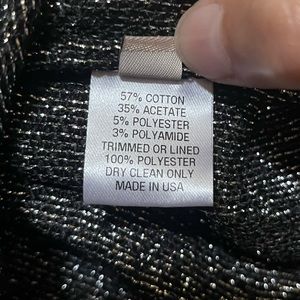 57% COTTON
35% ACETATE
5% POLYESTER
3% POLYAMIDE
TRIMMED OR LINED
100% POLYESTER
DRY CLEAN ONLY
MADE IN USA